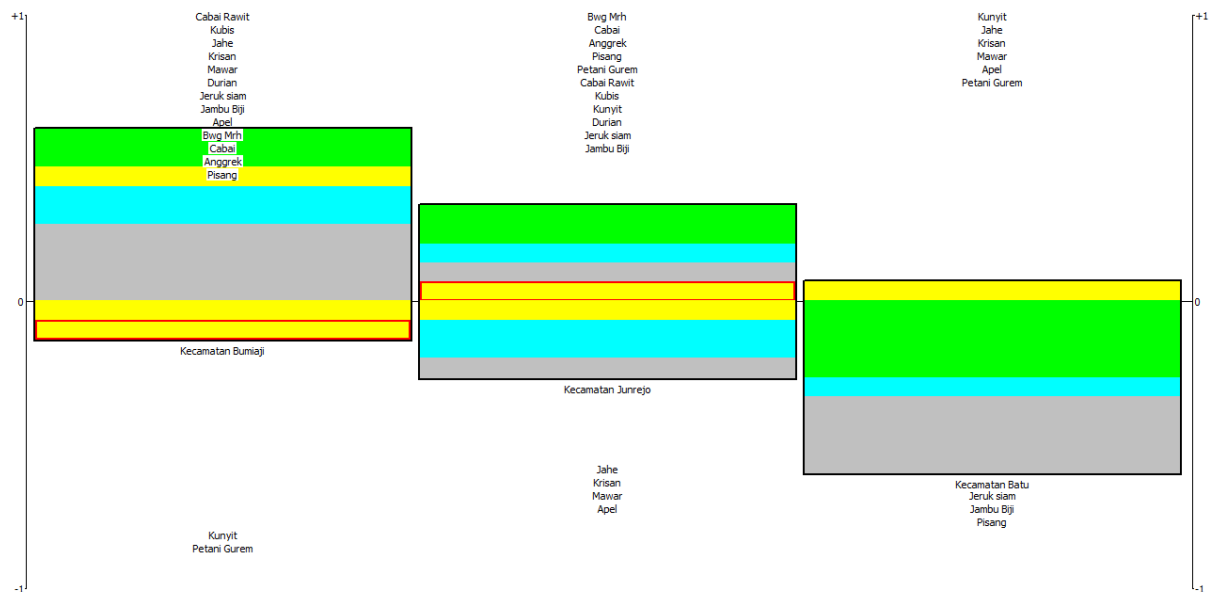 +1
Cabai Rawit
Kubis
Jahe
Krisan
Mawar
Durian
Jeruk siam
Jambu Biji
Apel
Bwg Mrh
Cabai
Anggrek
Pisang
0
Kecamatan Bumiaji
Kunyit
Petani Gurem
-1
Bwg Mrh
Cabai
Anggrek
Pisang
Petani Gurem
Cabai Rawit
Kubis
Kunyit
Durian
Jeruk siam
Jambu Biji
Kecamatan Junrejo
Jahe
Krisan
Mawar
Apel
Kunyit
Jahe
Krisan
Mawar
Apel
Petani Gurem
Kecamatan Batu
Jeruk siam
Jambu Biji
Pisang
+1
0
-1